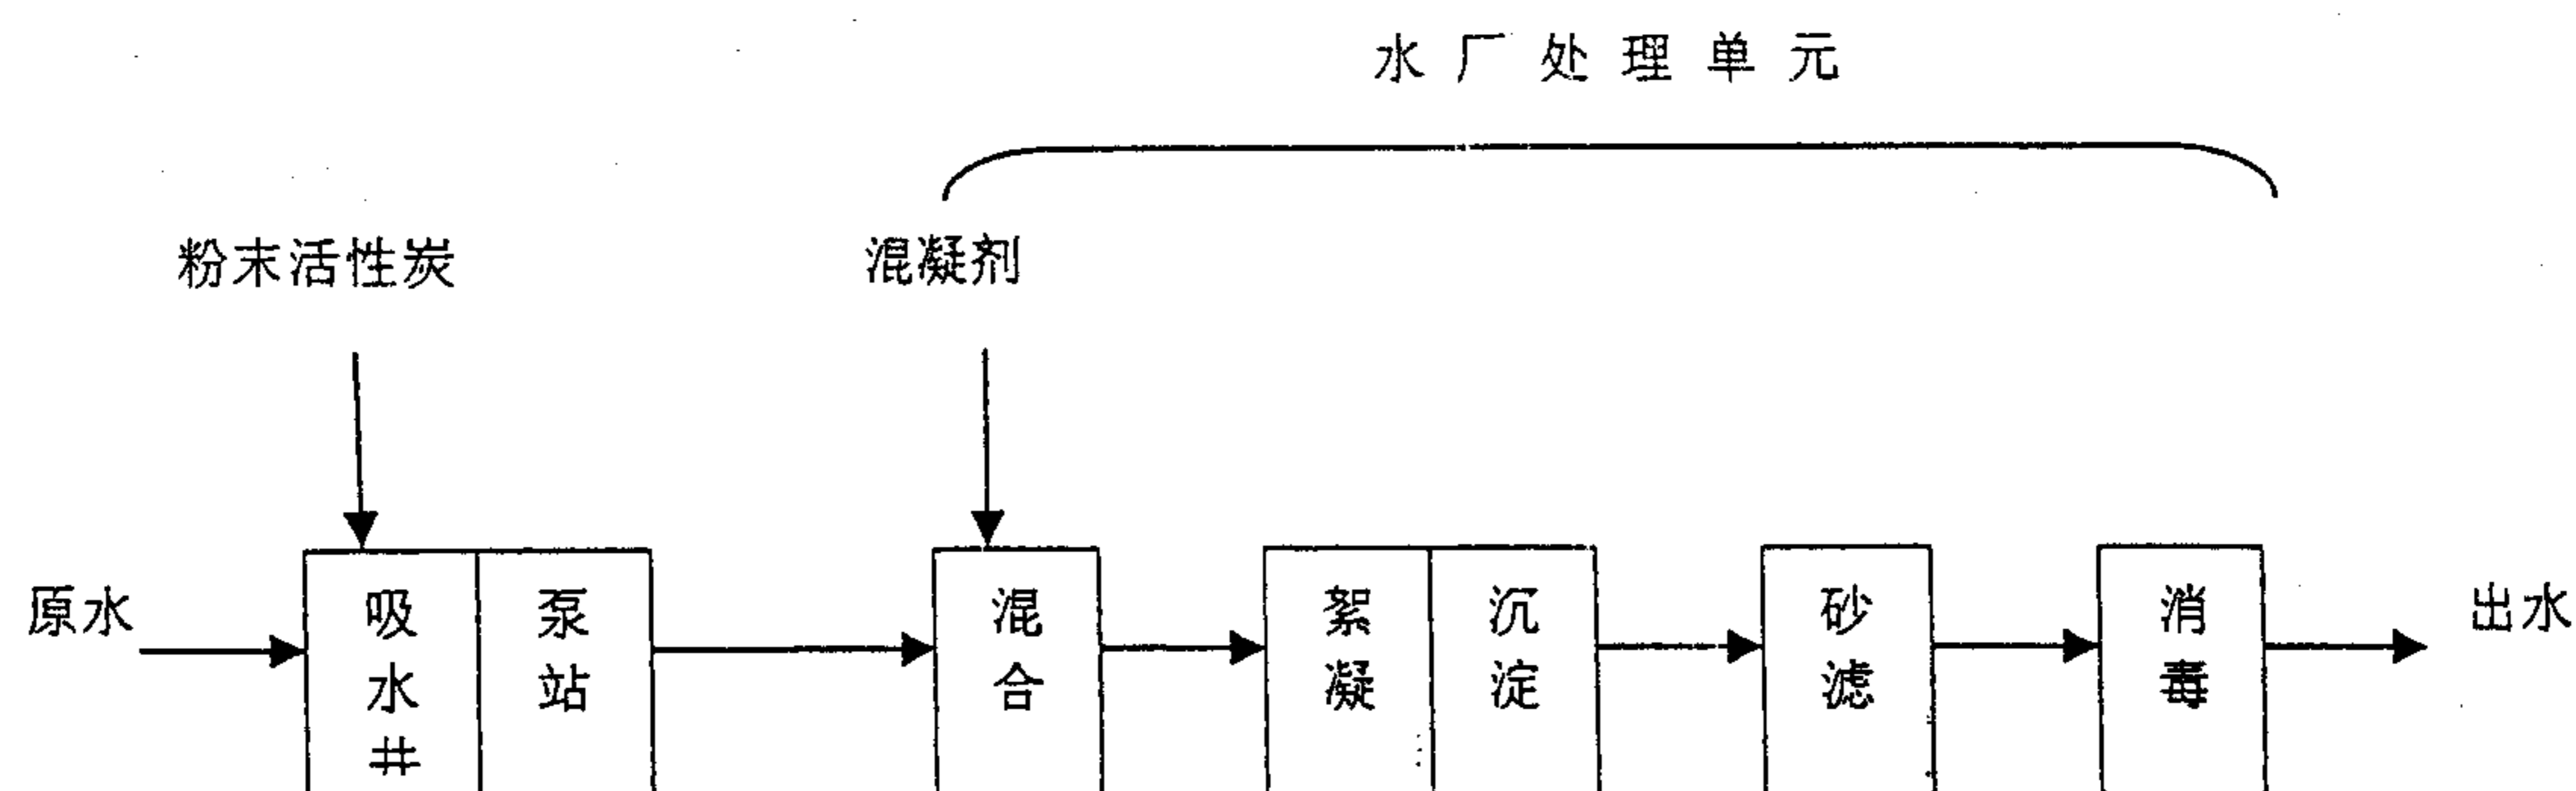 水厂处理单元
粉末活性炭
混凝剂
原水
吸水井
泵站
混合
絮凝
沉淀
砂滤
消毒
出水